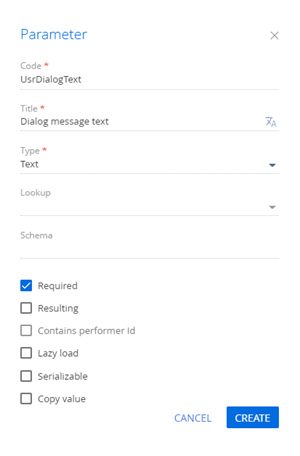 Parameter
Code *
UsrDialogText
Title *
Dialog message text
Type *
Text
Lookup
Schema
Required
Resulting
Contains performer Id
Lazy load
Serializable
Copy value
CANCEL CREATE